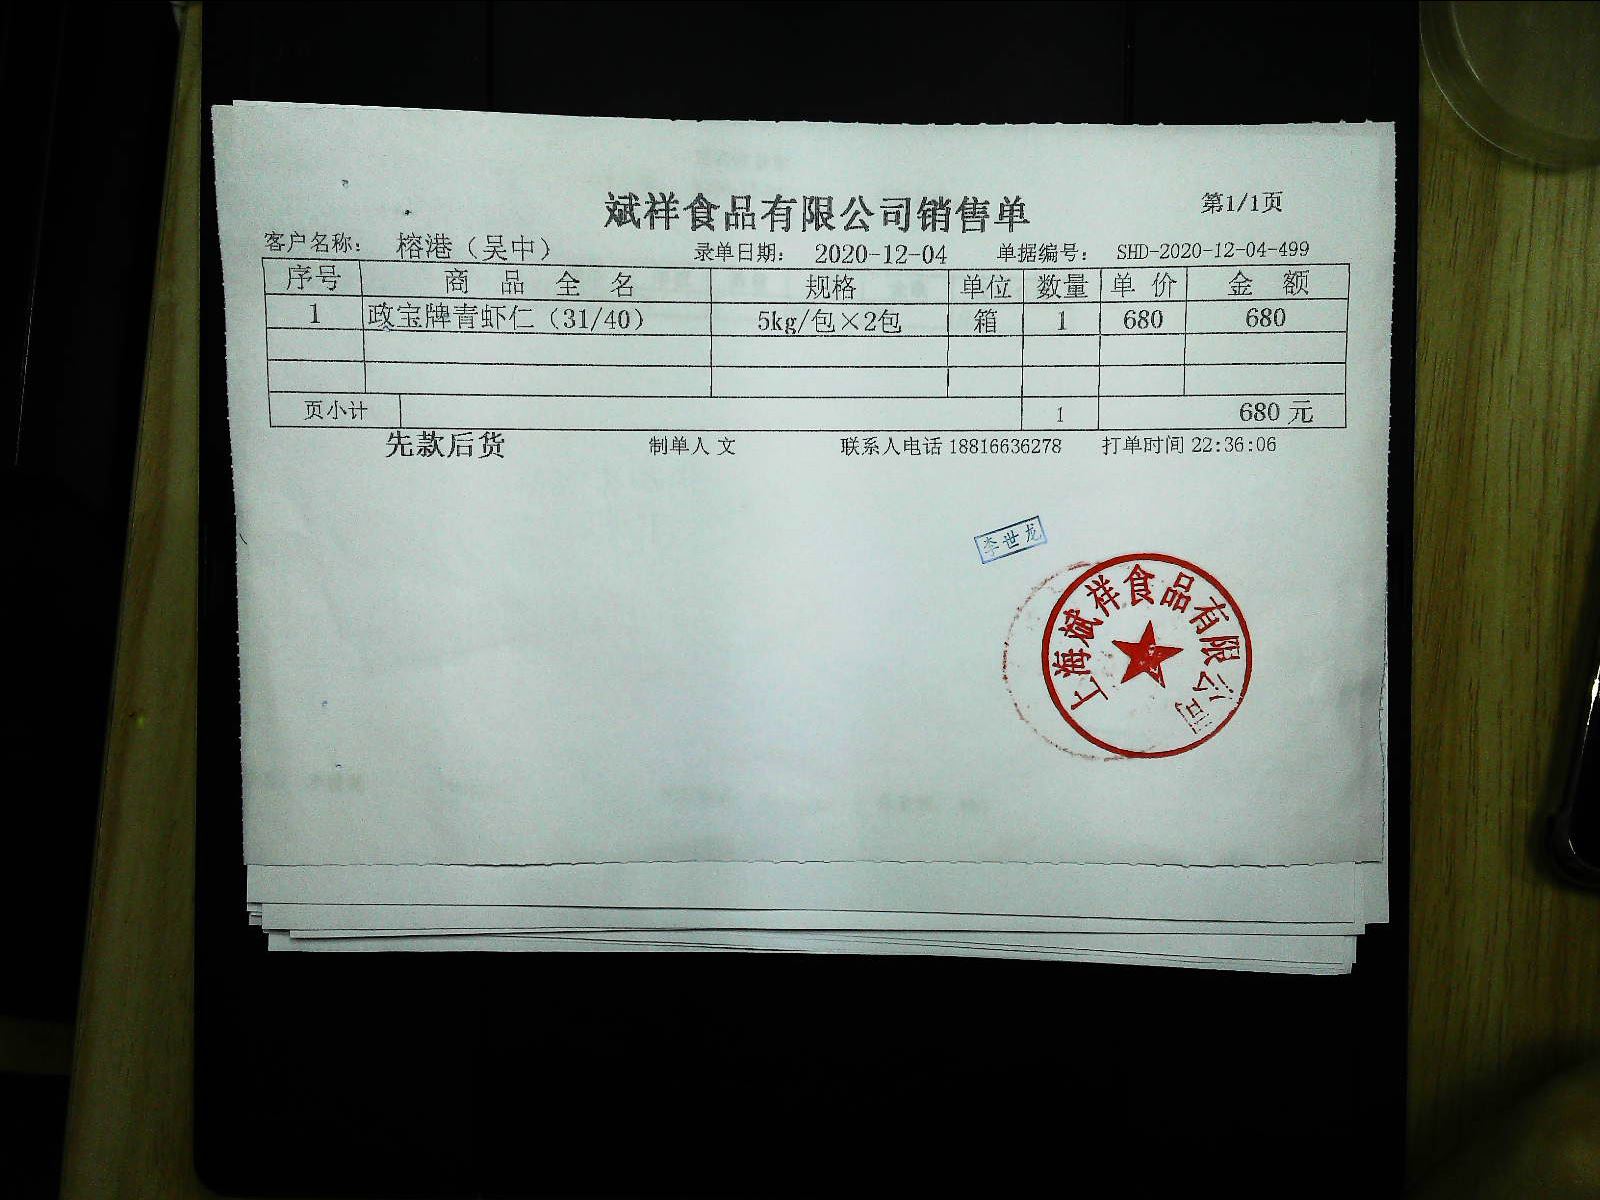 斌祥食品有限公司销售单
第1/1页
客户名称： 榕港（吴中） 录单日期： 2020-12-04 单据编号： SHD-2020-12-04-499
序号 商品全名 规格 单位 数量 单价 金额
1 政宝牌青虾仁（31/40） 5kg/包×2包 箱 1 680 680
页小计 1 680 元
先款后货 制单人 文 联系人电话 18816636278 打单时间 22:36:06
李世龙
上海斌祥食品有限公司